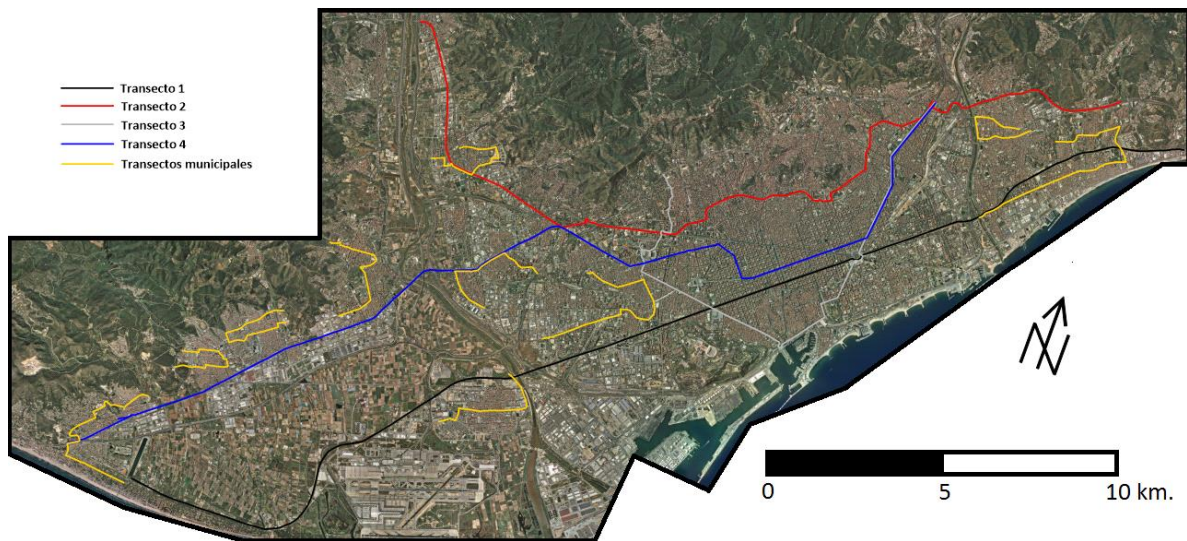 Transecto 1
Transecto 2
Transecto 3
Transecto 4
Transectos municipales
N
0
5
10 km.